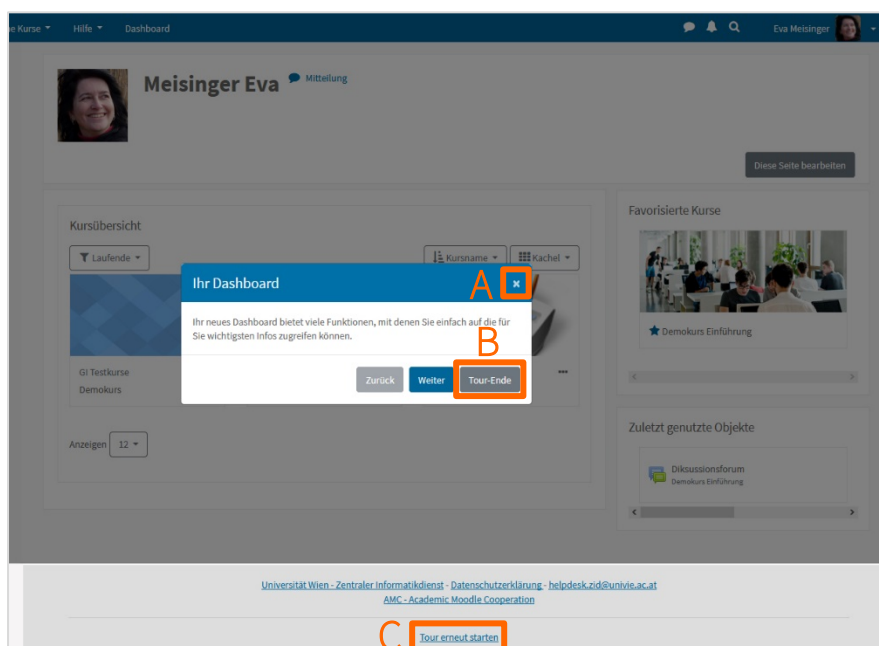 e Kurse Hilfe Dashboard Eva Meisinger
Meisinger Eva Mitteilung
Diese Seite bearbeiten
Kursübersicht
Laufende Kursname Kachel
Ihr Dashboard
A
Ihr neues Dashboard bietet viele Funktionen, mit denen Sie einfach auf die für
Sie wichtigsten Infos zugreifen können.
B
Zurück Weiter Tour-Ende
GI Testkurse
Demokurs
Anzeigen 12
Favorisierte Kurse
Demokurs Einführung
Zuletzt genutzte Objekte
Diksussionsforum
Demokurs Einführung
Universität Wien - Zentraler Informatikdienst - Datenschutzerklärung - helpdesk.zid@univie.ac.at
AMC - Academic Moodle Cooperation
C
Tour erneut starten